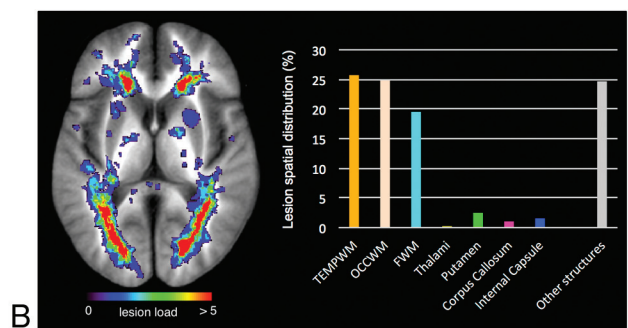 B
0 lesion load > 5
Lesion spatial distribution (%)
30
25
20
15
10
5
0
TEMPWM
OCCWM
FWM
Thalami
Putamen
Corpus Callosum
Internal Capsule
Other structures